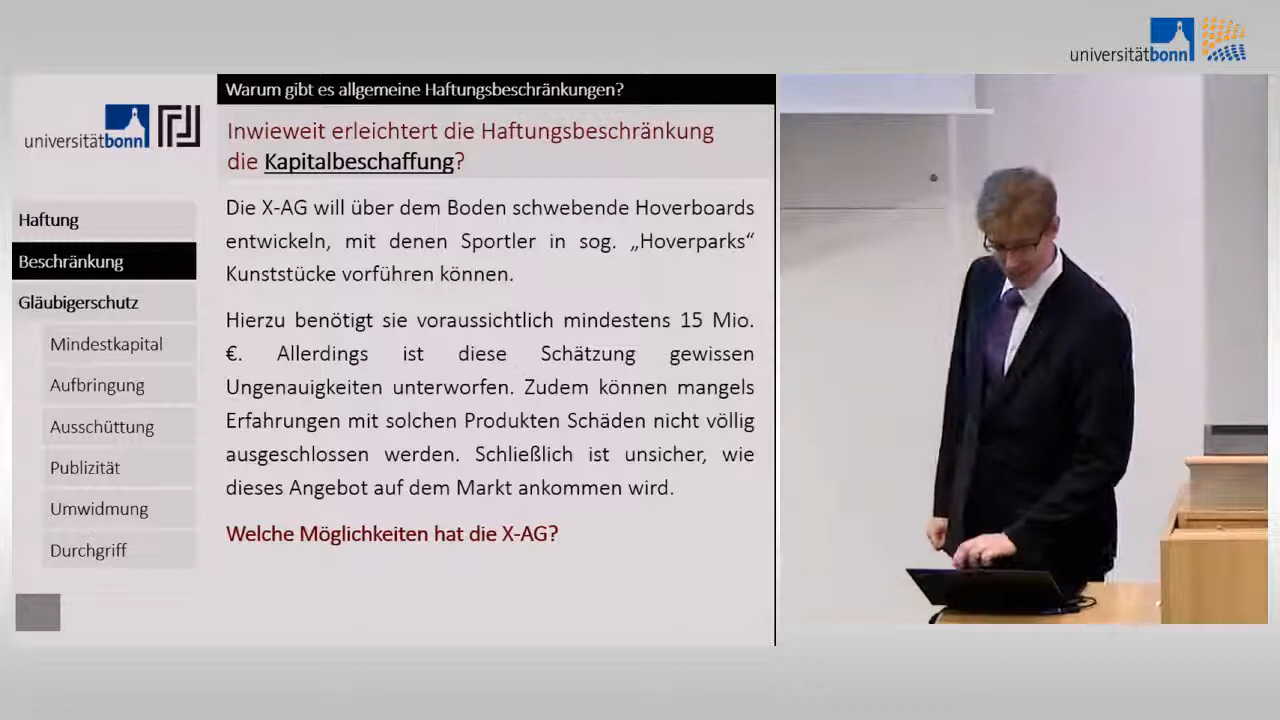 universitätbonn
Warum gibt es allgemeine Haftungsbeschränkungen?
universitätbonn
Inwieweit erleichtert die Haftungsbeschränkung
die Kapitalbeschaffung?
Haftung
Beschränkung
Gläubigerschutz
Mindestkapital
Aufbringung
Ausschüttung
Publizität
Umwidmung
Durchgriff
Die X-AG will über dem Boden schwebende Hoverboards
entwickeln, mit denen Sportler in sog. „Hoverparks“
Kunststücke vorführen können.
Hierzu benötigt sie voraussichtlich mindestens 15 Mio.
€. Allerdings ist diese Schätzung gewissen
Ungenauigkeiten unterworfen. Zudem können mangels
Erfahrungen mit solchen Produkten Schäden nicht völlig
ausgeschlossen werden. Schließlich ist unsicher, wie
dieses Angebot auf dem Markt ankommen wird.
Welche Möglichkeiten hat die X-AG?